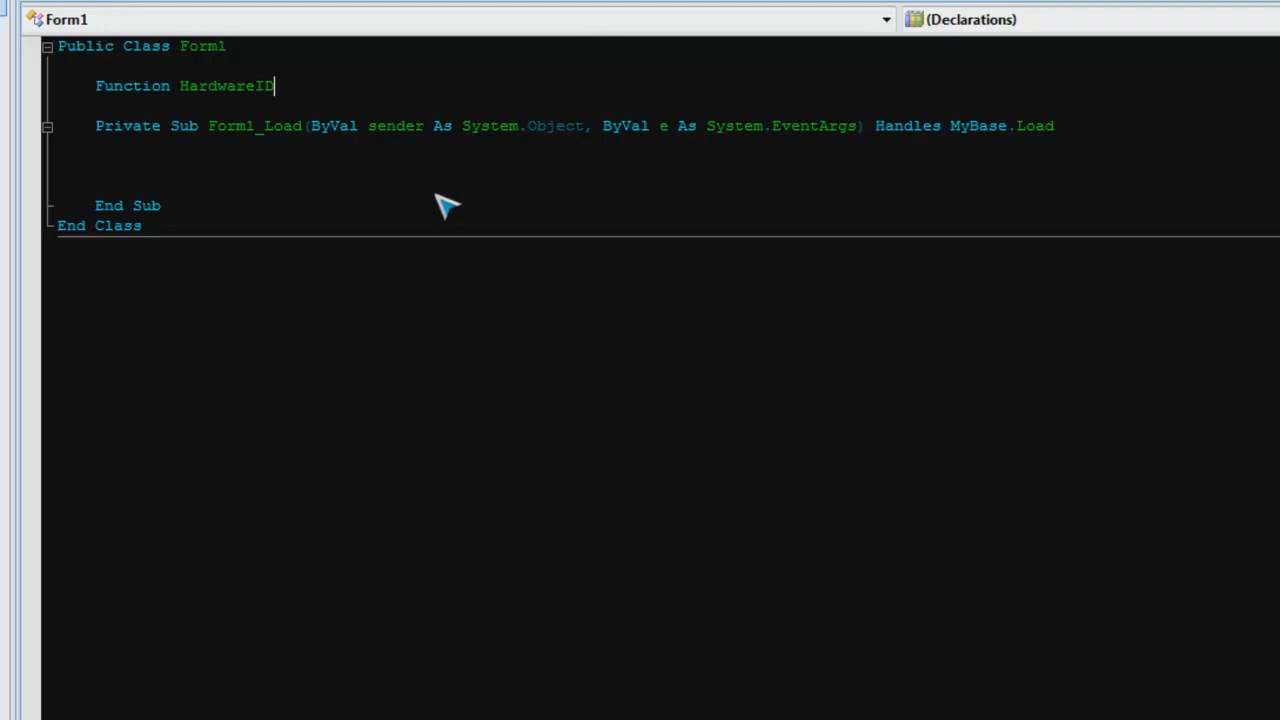 Form1
(Declarations)
Public Class Form1
Function HardwareID
Private Sub Form1_Load(ByVal sender As System.Object, ByVal e As System.EventArgs) Handles MyBase.Load
End Sub
End Class